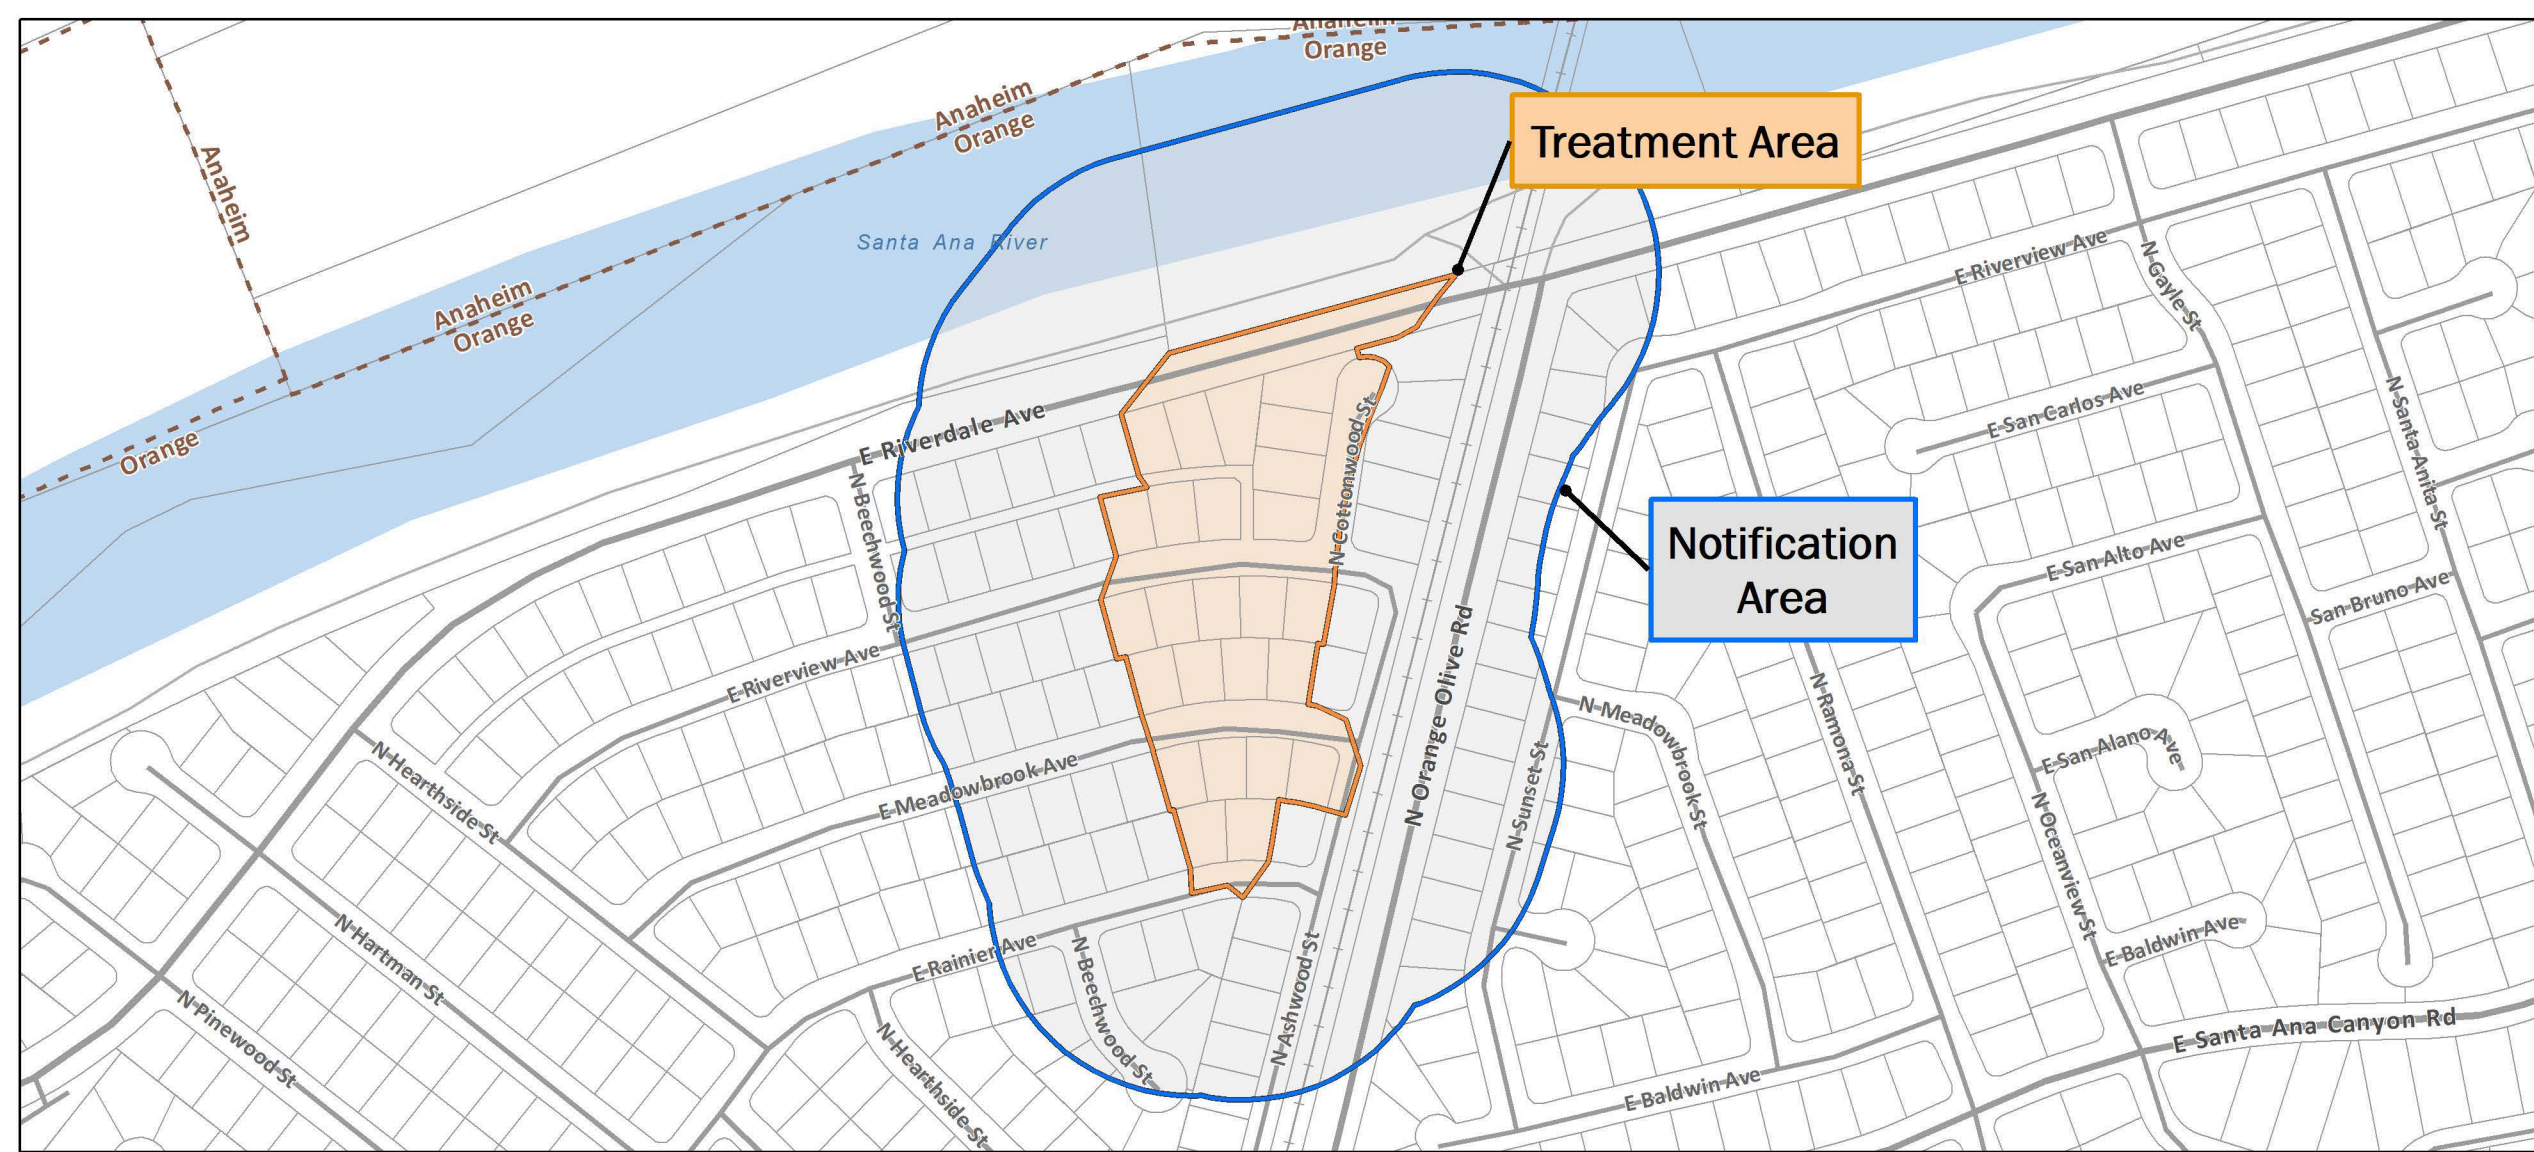 Anaheim
Orange
Anaheim
Orange
Anaheim
Treatment Area
Santa Ana River
Anaheim
Orange
Orange
E Riverview Ave
N Gayle St
E Riverdale Ave
N Cottonwood St
E San Carlos Ave
N Santa Anita St
N Beechwood St
Notification
Area
E San Alto Ave
San Bruno Ave
E Riverview Ave
N Orange Olive Rd
N Meadowbrook St
N Ramona St
E San Alano Ave
N Hearthside St
E Meadowbrook Ave
N Sunset St
N Oceanview St
N Hartman St
E Rainier Ave
N Beechwood St
N Ashwood St
E Baldwin Ave
N Pinewood St
N Hearthside St
E Santa Ana Canyon Rd
E Baldwin Ave